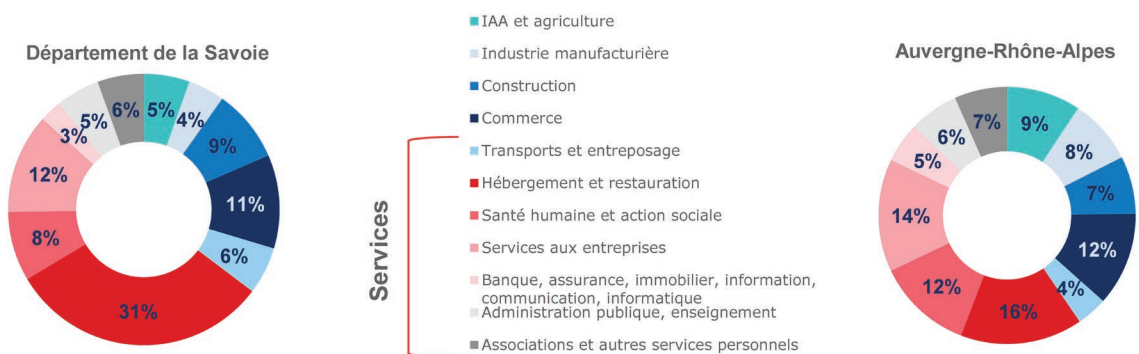 Département de la Savoie
5%
4%
9%
11%
6%
31%
8%
12%
3%
5%
6%
IAA et agriculture
Industrie manufacturière
Construction
Commerce
Services
Transports et entreposage
Hébergement et restauration
Santé humaine et action sociale
Services aux entreprises
Banque, assurance, immobilier, information,
communication, informatique
Administration publique, enseignement
Associations et autres services personnels
Auvergne-Rhône-Alpes
9%
8%
7%
12%
4%
16%
12%
14%
5%
6%
7%